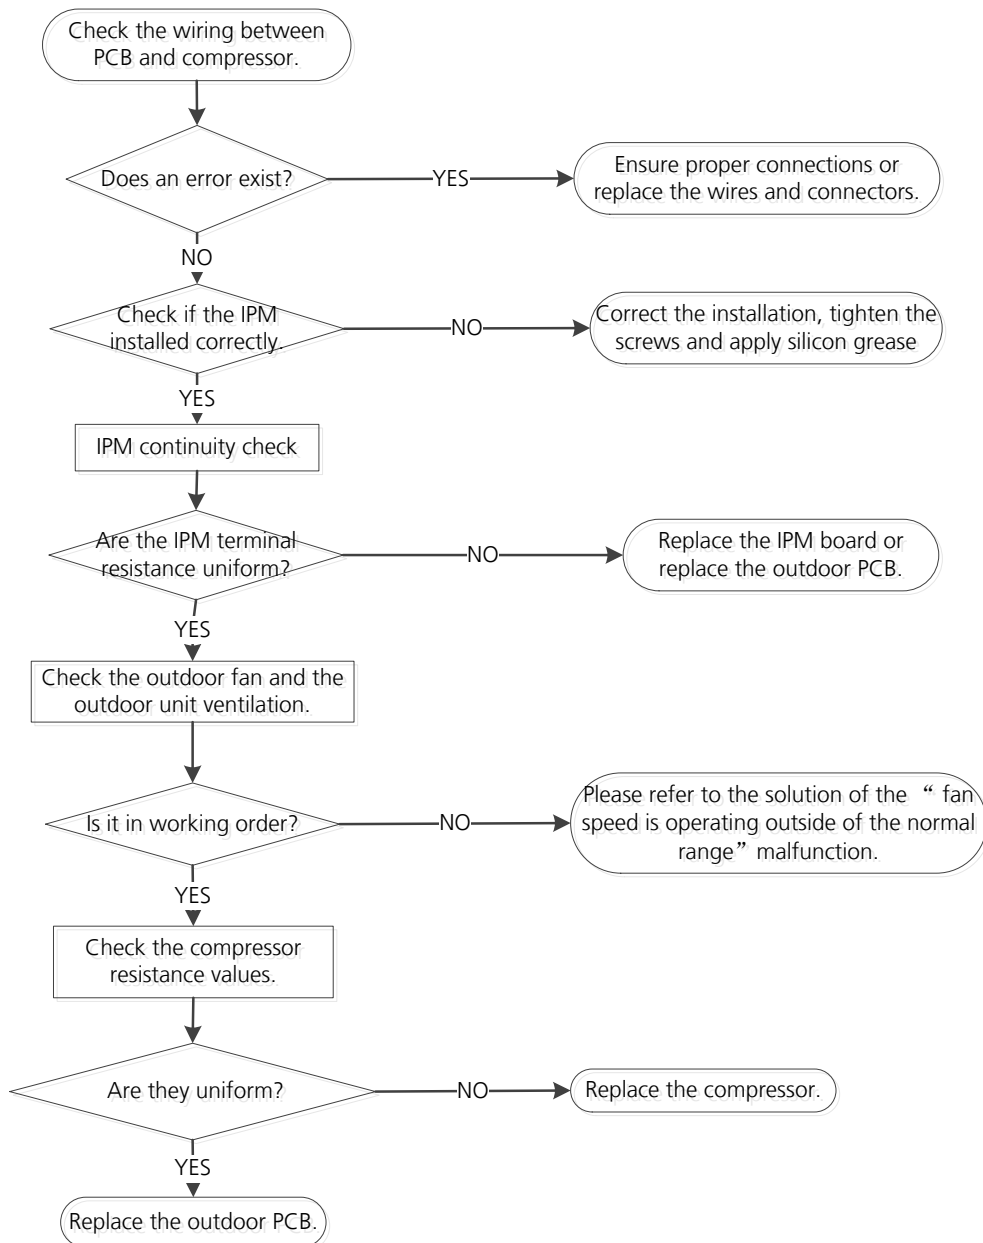 Check the wiring between
PCB and compressor.
Does an error exist?
YES
Ensure proper connections or
replace the wires and connectors.
NO
Check if the IPM
installed correctly.
NO
Correct the installation, tighten the
screws and apply silicon grease
YES
IPM continuity check
Are the IPM terminal
resistance uniform?
NO
Replace the IPM board or
replace the outdoor PCB.
YES
Check the outdoor fan and the
outdoor unit ventilation.
Is it in working order?
NO
Please refer to the solution of the “ fan
speed is operating outside of the normal
range” malfunction.
YES
Check the compressor
resistance values.
Are they uniform?
NO
Replace the compressor.
YES
Replace the outdoor PCB.